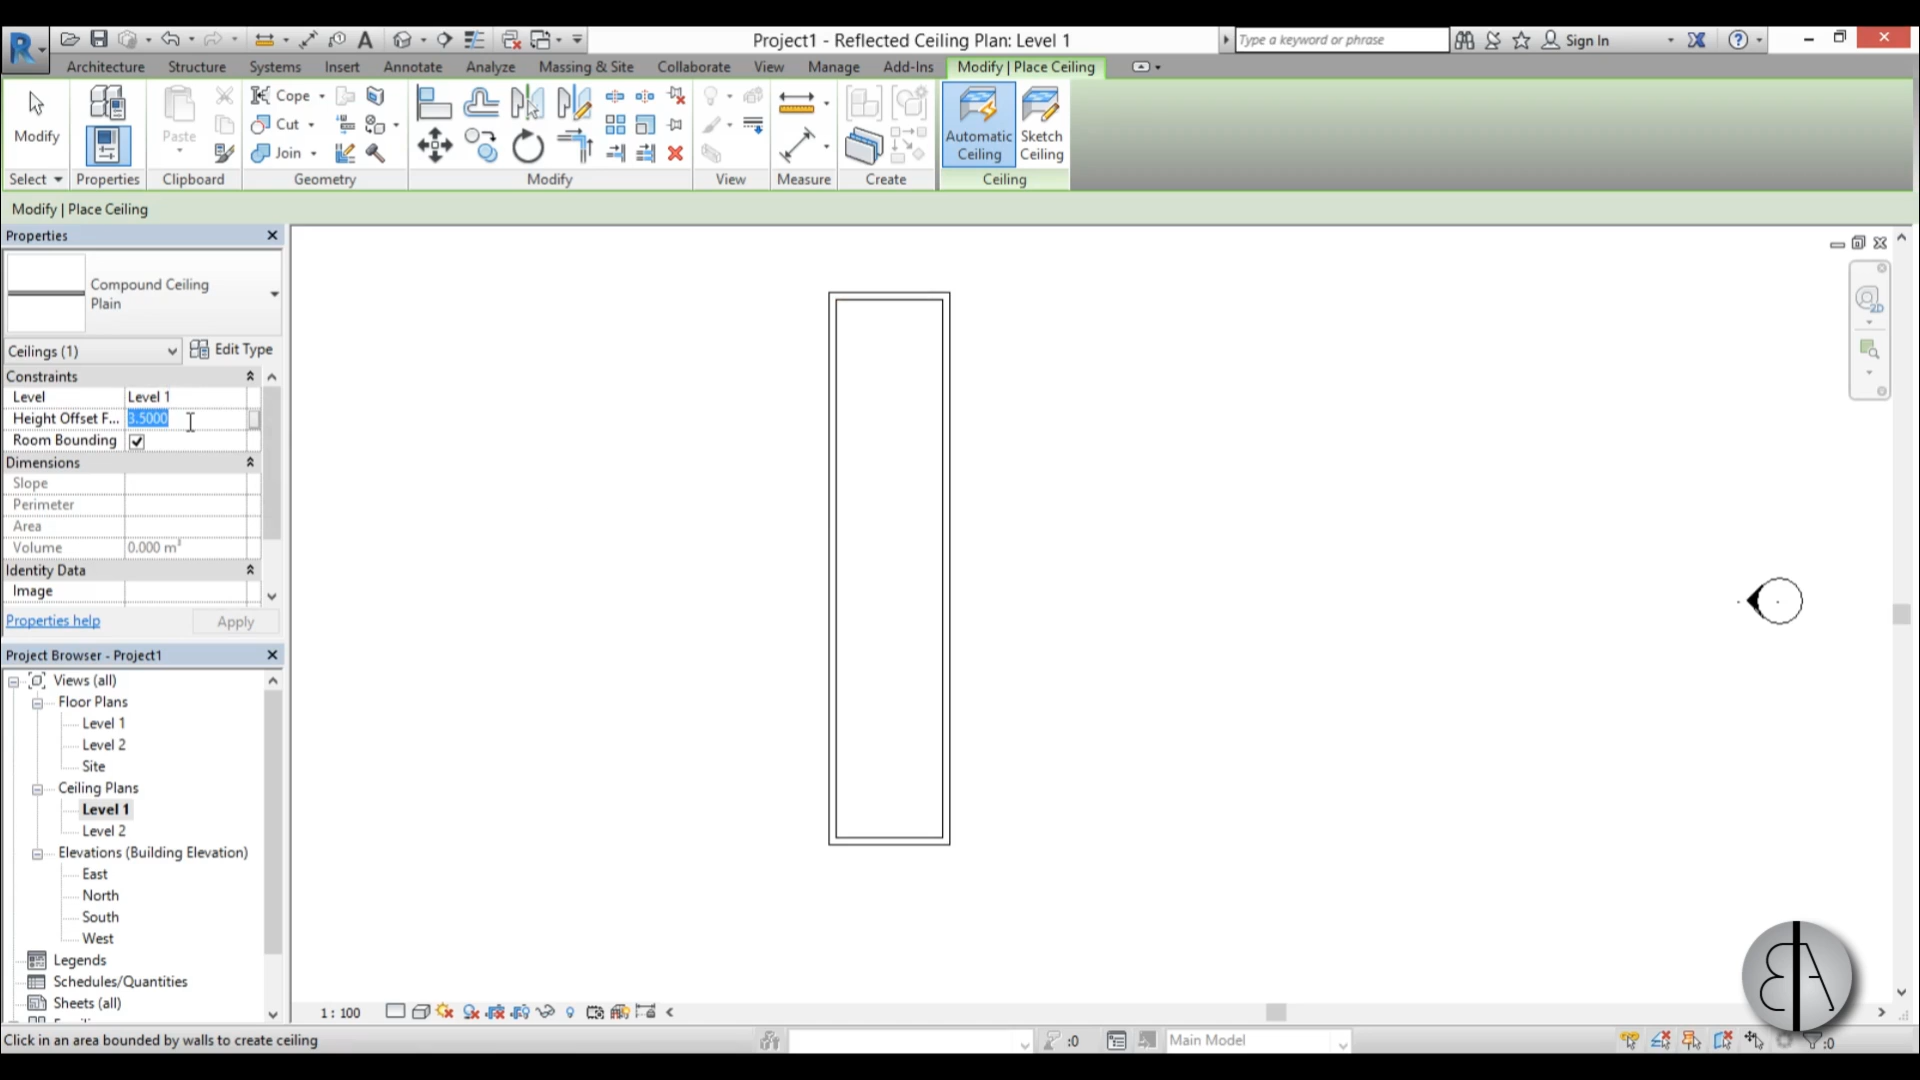 Project1 - Reflected Ceiling Plan: Level 1
Type a keyword or phrase
Sign In
Architecture
Structure
Systems
Insert
Annotate
Analyze
Massing & Site
Collaborate
View
Manage
Add-Ins
Modify | Place Ceiling
Modify
Paste
Cope
Cut
Join
Automatic Ceiling
Sketch Ceiling
Select
Properties
Clipboard
Geometry
Modify
View
Measure
Create
Ceiling
Modify | Place Ceiling
Properties
Compound Ceiling
Plain
Ceilings (1)
Edit Type
Constraints
Level Level 1
Height Offset F... 3.5000
Room Bounding
Dimensions
Slope
Perimeter
Area
Volume 0.000 m³
Identity Data
Image
Properties help
Apply
Project Browser - Project1
Views (all)
Floor Plans
Level 1
Level 2
Site
Ceiling Plans
Level 1
Level 2
Elevations (Building Elevation)
East
North
South
West
Legends
Schedules/Quantities
Sheets (all)
1 : 100
2D
BA
Click in an area bounded by walls to create ceiling
:0
Main Model
:0